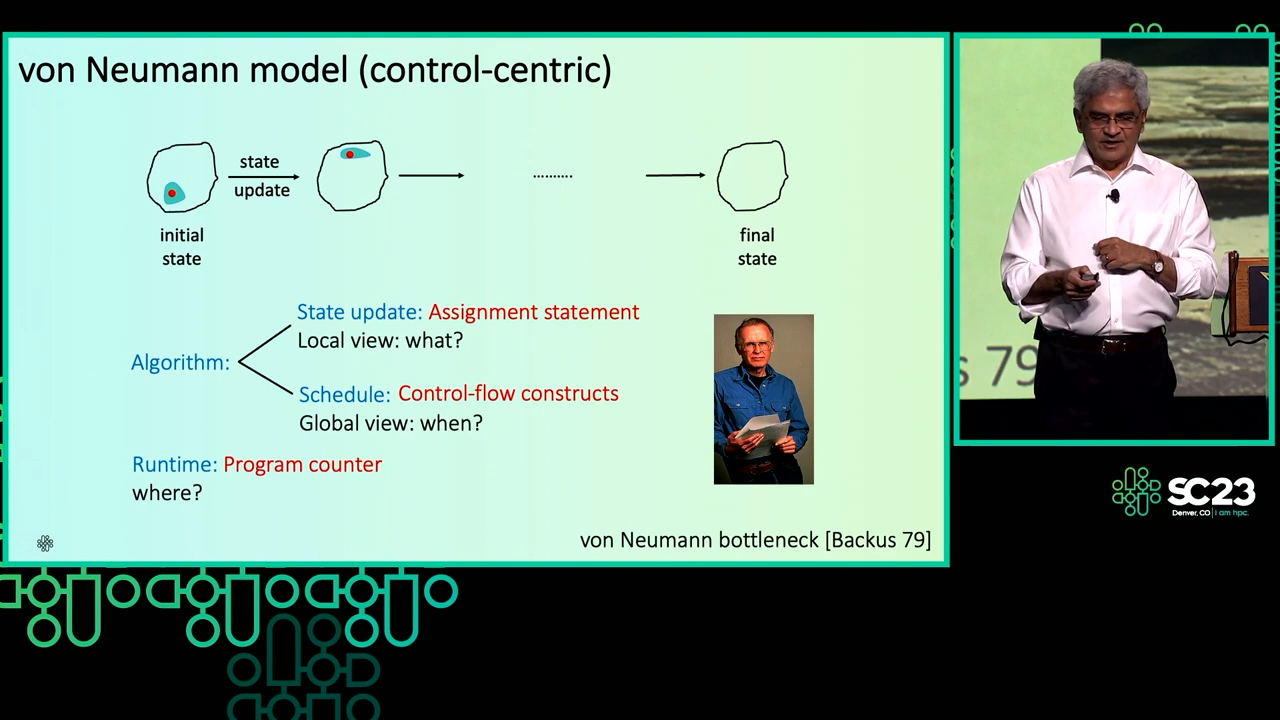 von Neumann model (control-centric)
state
update
..........
initial
state
final
state
State update: Assignment statement
Local view: what?
Algorithm:
Schedule: Control-flow constructs
Global view: when?
Runtime: Program counter
where?
von Neumann bottleneck [Backus 79]
s 79
SC23
Denver, CO | i am hpc.